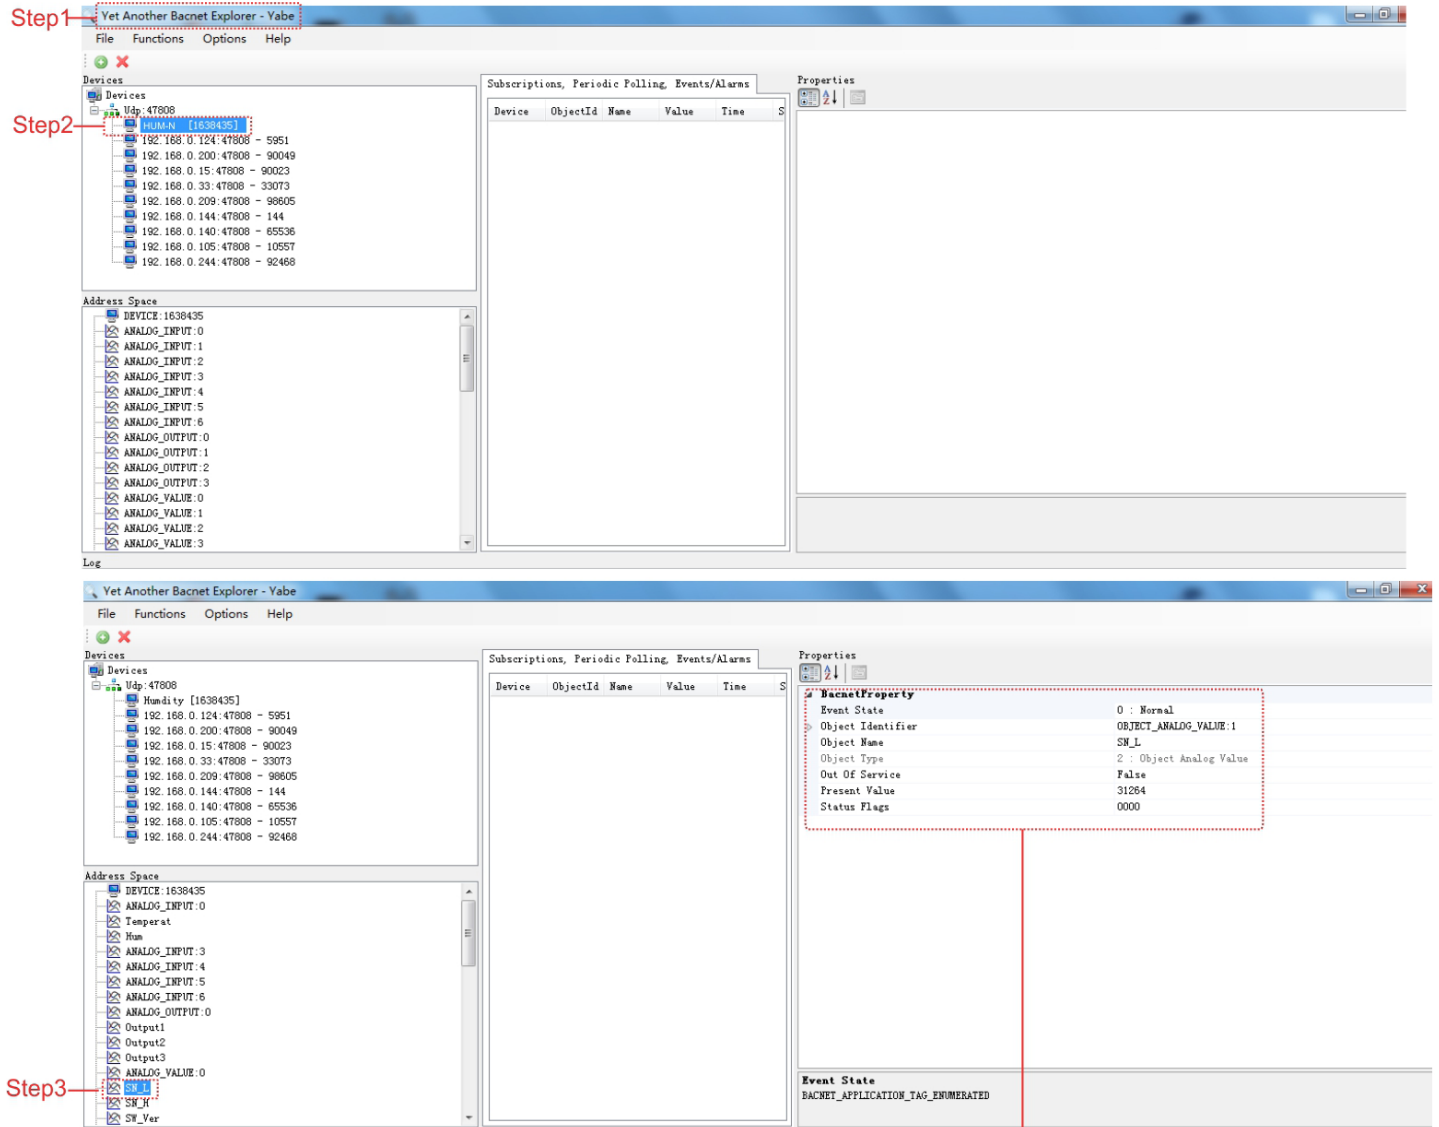 Step1
Yet Another Bacnet Explorer - Yabe
File Functions Options Help
Devices
Devices
Udp:47808
Step2
HUM-N [1638435]
192.168.0.124:47808 - 5951
192.168.0.200:47808 - 90049
192.168.0.15:47808 - 90023
192.168.0.33:47808 - 33073
192.168.0.209:47808 - 98605
192.168.0.144:47808 - 144
192.168.0.140:47808 - 65536
192.168.0.105:47808 - 10557
192.168.0.244:47808 - 92468
Address Space
DEVICE:1638435
ANALOG_INPUT:0
ANALOG_INPUT:1
ANALOG_INPUT:2
ANALOG_INPUT:3
ANALOG_INPUT:4
ANALOG_INPUT:5
ANALOG_INPUT:6
ANALOG_OUTPUT:0
ANALOG_OUTPUT:1
ANALOG_OUTPUT:2
ANALOG_OUTPUT:3
ANALOG_VALUE:0
ANALOG_VALUE:1
ANALOG_VALUE:2
ANALOG_VALUE:3
Subscriptions, Periodic Polling, Events/Alarms
Device ObjectId Name Value Time S
Properties
Log
Yet Another Bacnet Explorer - Yabe
File Functions Options Help
Devices
Devices
Udp:47808
Humdity [1638435]
192.168.0.124:47808 - 5951
192.168.0.200:47808 - 90049
192.168.0.15:47808 - 90023
192.168.0.33:47808 - 33073
192.168.0.209:47808 - 98605
192.168.0.144:47808 - 144
192.168.0.140:47808 - 65536
192.168.0.105:47808 - 10557
192.168.0.244:47808 - 92468
Address Space
DEVICE:1638435
ANALOG_INPUT:0
Temperat
Hum
ANALOG_INPUT:3
ANALOG_INPUT:4
ANALOG_INPUT:5
ANALOG_INPUT:6
ANALOG_OUTPUT:0
Output1
Output2
Output3
ANALOG_VALUE:0
Step3
SN_L
SN_H
SW_Ver
Subscriptions, Periodic Polling, Events/Alarms
Device ObjectId Name Value Time S
Properties
BacnetProperty
Event State 0 : Normal
Object Identifier OBJECT_ANALOG_VALUE:1
Object Name SN_L
Object Type 2 : Object Analog Value
Out Of Service False
Present Value 31264
Status Flags 0000
Event State
BACNET_APPLICATION_TAG_ENUMERATED